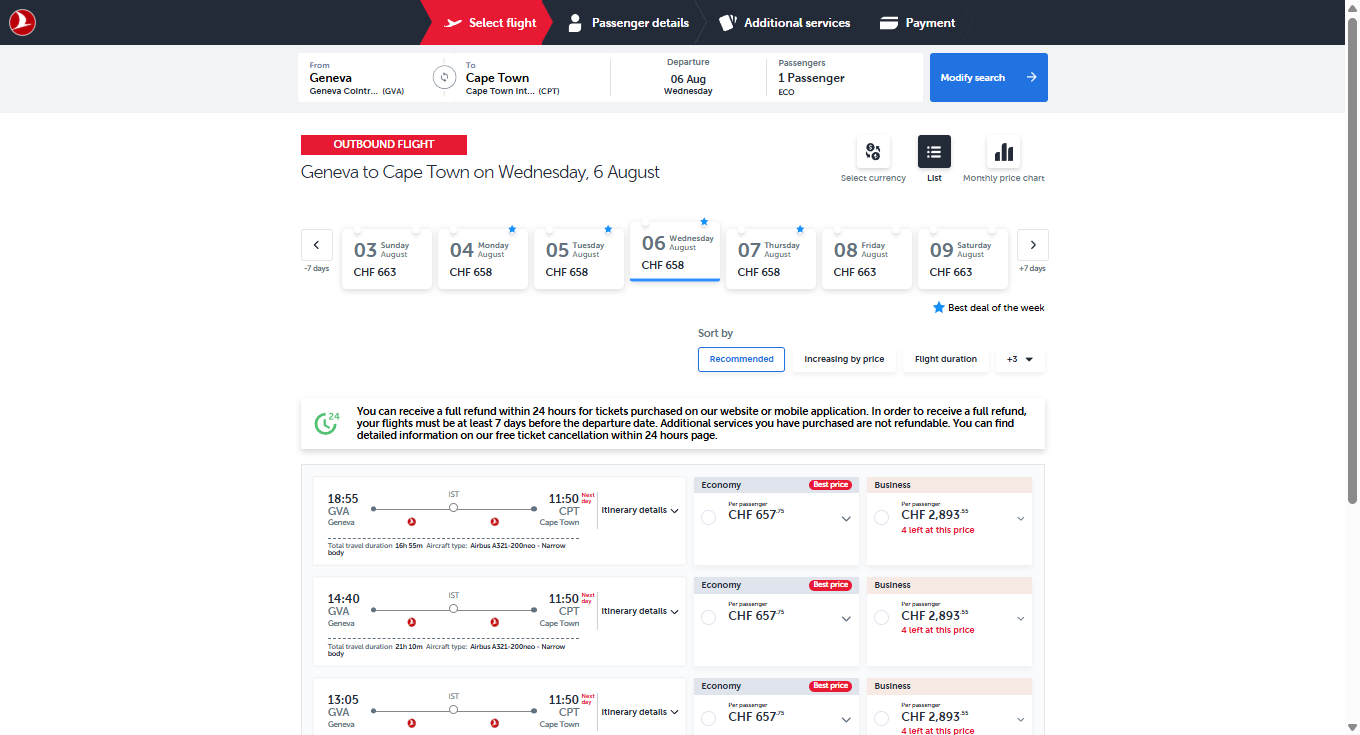 Select flight
Passenger details
Additional services
Payment
From
Geneva
Geneva Cointr... (GVA)
To
Cape Town
Cape Town Int... (CPT)
Departure
06 Aug
Wednesday
Passengers
1 Passenger
ECO
Modify search
OUTBOUND FLIGHT
Geneva to Cape Town on Wednesday, 6 August
Select currency
List
Monthly price chart
-7 days
03 Sunday August
CHF 663
04 Monday August
CHF 658
05 Tuesday August
CHF 658
06 Wednesday August
CHF 658
07 Thursday August
CHF 658
08 Friday August
CHF 663
09 Saturday August
CHF 663
+7 days
Best deal of the week
Sort by
Recommended
Increasing by price
Flight duration
+3
24
You can receive a full refund within 24 hours for tickets purchased on our website or mobile application. In order to receive a full refund,
your flights must be at least 7 days before the departure date. Additional services you have purchased are not refundable. You can find
detailed information on our free ticket cancellation within 24 hours page.
18:55
GVA
Geneva
IST
11:50 Next day
CPT
Cape Town
Itinerary details
Total travel duration 16h 55m Aircraft type: Airbus A321-200neo - Narrow
body
Economy
Best price
Per passenger
CHF 657.75
Business
Per passenger
CHF 2,893.55
4 left at this price
14:40
GVA
Geneva
IST
11:50 Next day
CPT
Cape Town
Itinerary details
Total travel duration 21h 10m Aircraft type: Airbus A321-200neo - Narrow
body
Economy
Best price
Per passenger
CHF 657.75
Business
Per passenger
CHF 2,893.55
4 left at this price
13:05
GVA
Geneva
IST
11:50 Next day
CPT
Cape Town
Itinerary details
Economy
Best price
Per passenger
CHF 657.75
Business
Per passenger
CHF 2,893.55
4 left at this price